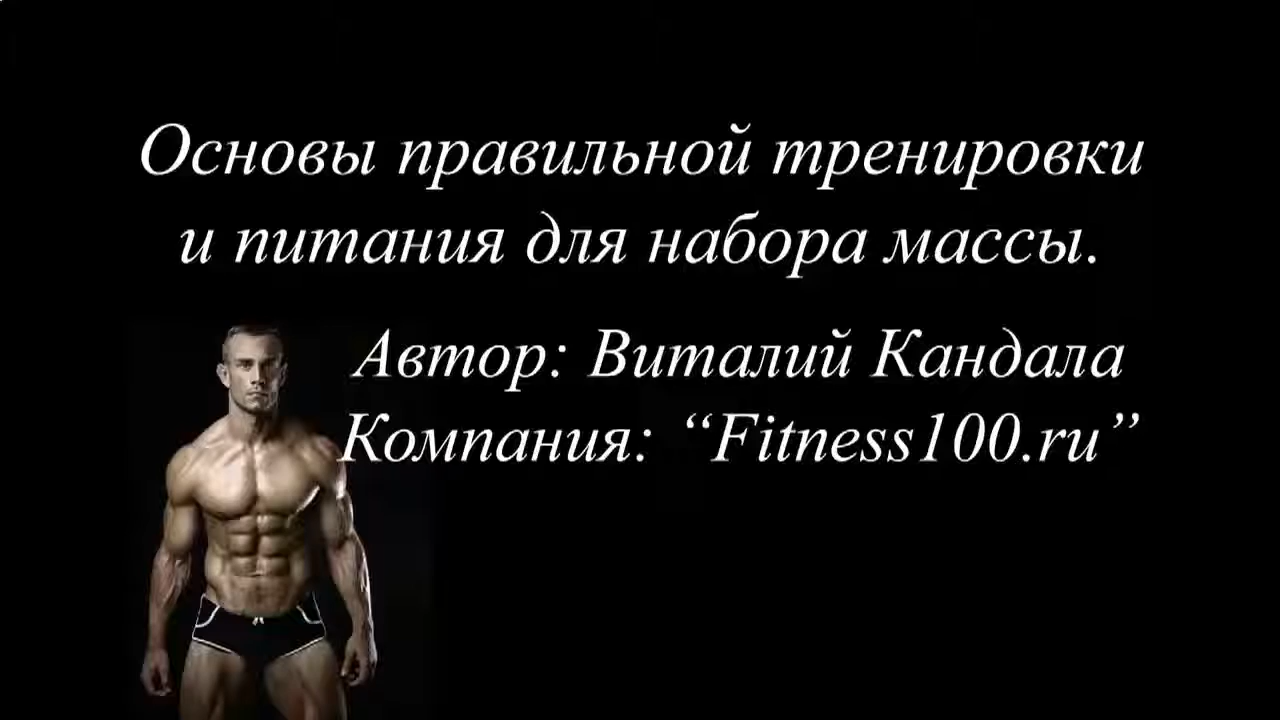 Основы правильной тренировки
и питания для набора массы.
Автор: Виталий Кандала
Компания: “Fitness100.ru”